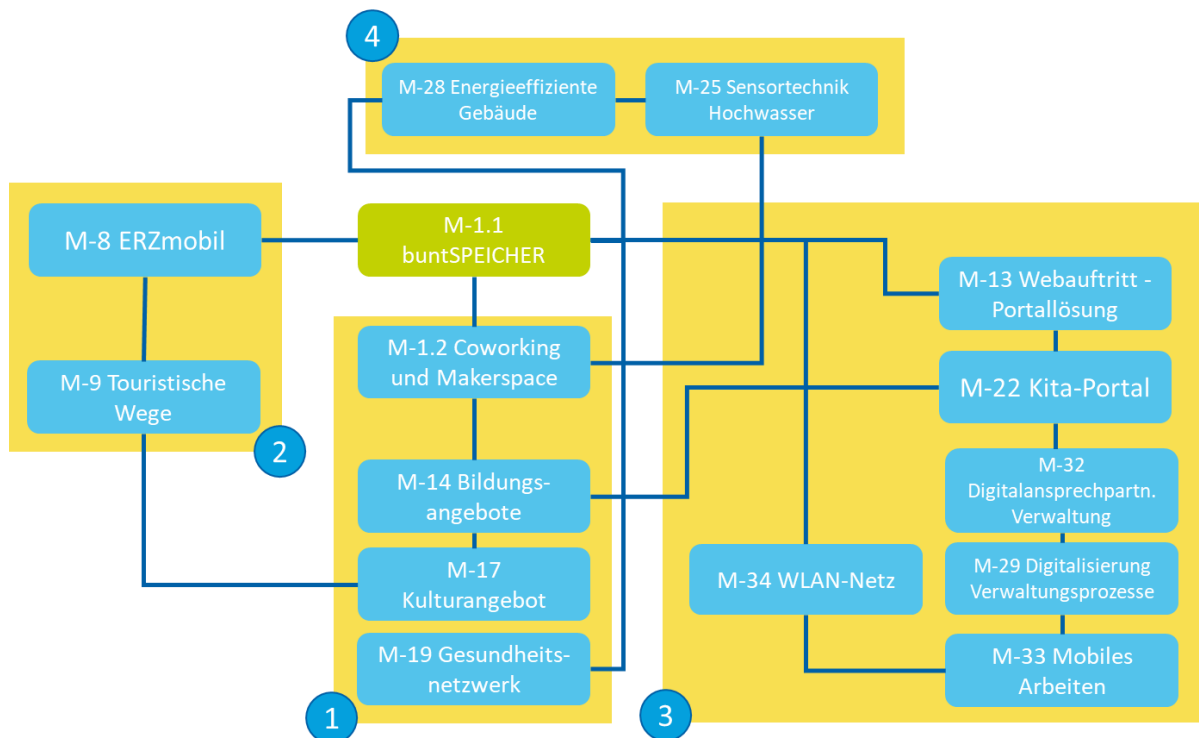 4
M-28 Energieeffiziente
Gebäude
M-25 Sensortechnik
Hochwasser
M-8 ERZmobil
M-9 Touristische
Wege
2
M-1.1
buntSPEICHER
M-1.2 Coworking
und Makerspace
M-14 Bildungs-
angebote
M-17
Kulturangebot
M-19 Gesundheits-
netzwerk
1
M-13 Webauftritt -
Portallösung
M-22 Kita-Portal
M-32
Digitalansprechpartn.
Verwaltung
M-34 WLAN-Netz
M-29 Digitalisierung
Verwaltungsprozesse
M-33 Mobiles
Arbeiten
3